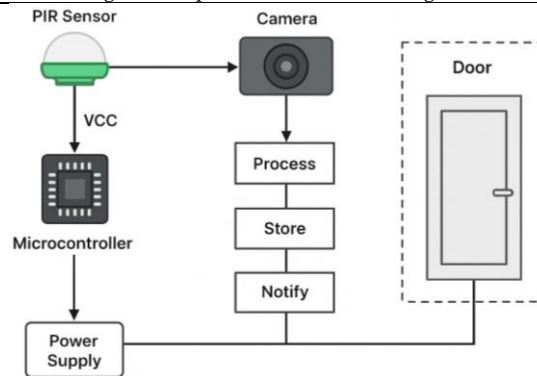 PIR Sensor
Camera
Door
VCC
Process
Microcontroller
Store
Notify
Power
Supply